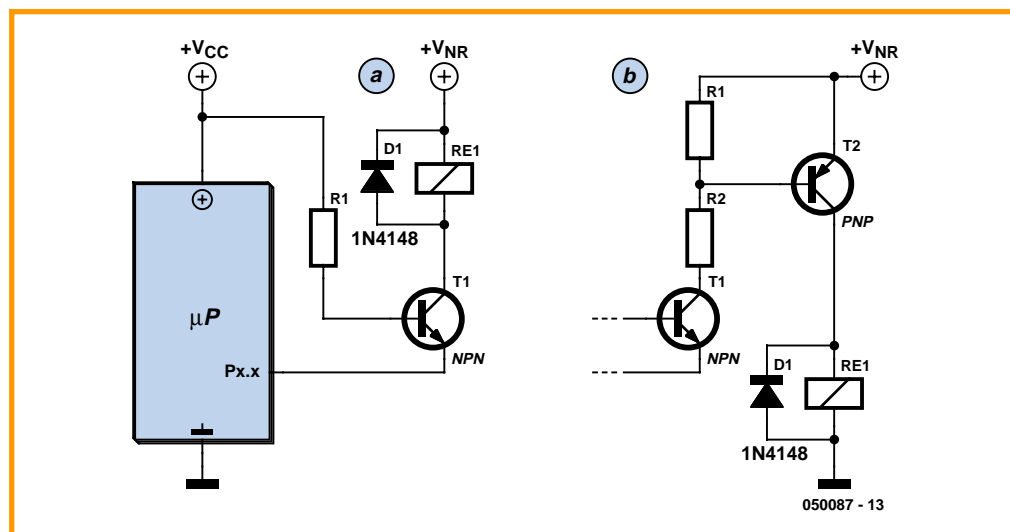 +VCC
a
+VNR
D1
RE1
R1
1N4148
T1
µP
NPN
Px.x
b
+VNR
R1
T2
R2
PNP
T1
NPN
D1
RE1
1N4148
050087 - 13